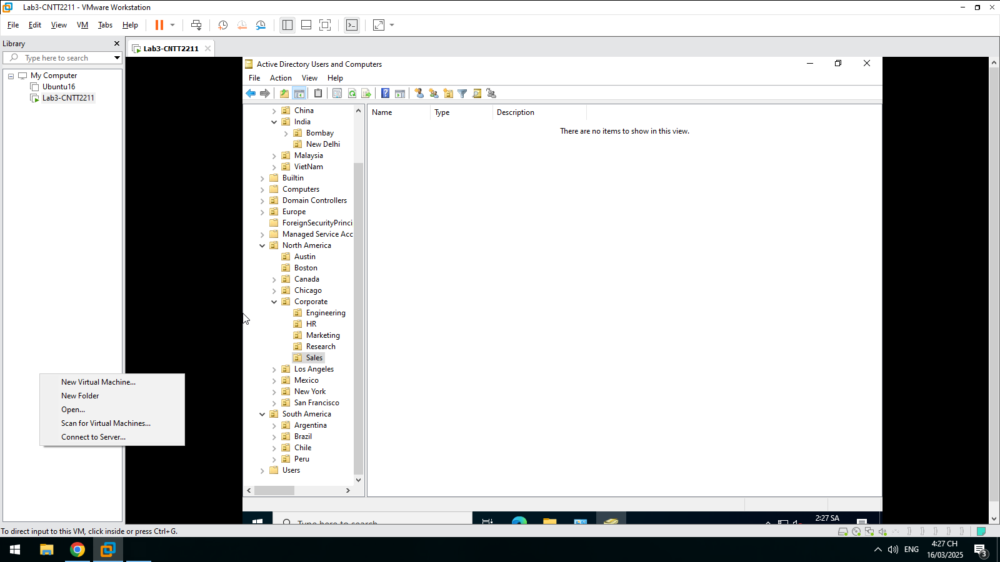 Lab3-CNTT2211 - VMware Workstation
File Edit View VM Tabs Help
Library
Type here to search
My Computer
Ubuntu16
Lab3-CNTT2211
Lab3-CNTT2211
Active Directory Users and Computers
File Action View Help
China
India
Bombay
New Delhi
Malaysia
VietNam
Builtin
Computers
Domain Controllers
Europe
ForeignSecurityPrinci
Managed Service Acc
North America
Austin
Boston
Canada
Chicago
Corporate
Engineering
HR
Marketing
Research
Sales
Los Angeles
Mexico
New York
San Francisco
South America
Argentina
Brazil
Chile
Peru
Users
Name Type Description
There are no items to show in this view.
New Virtual Machine...
New Folder
Open...
Scan for Virtual Machines...
Connect to Server...
Type here to search
2:27 SA
To direct input to this VM, click inside or press Ctrl+G.
ENG
4:27 CH
16/03/2025
3